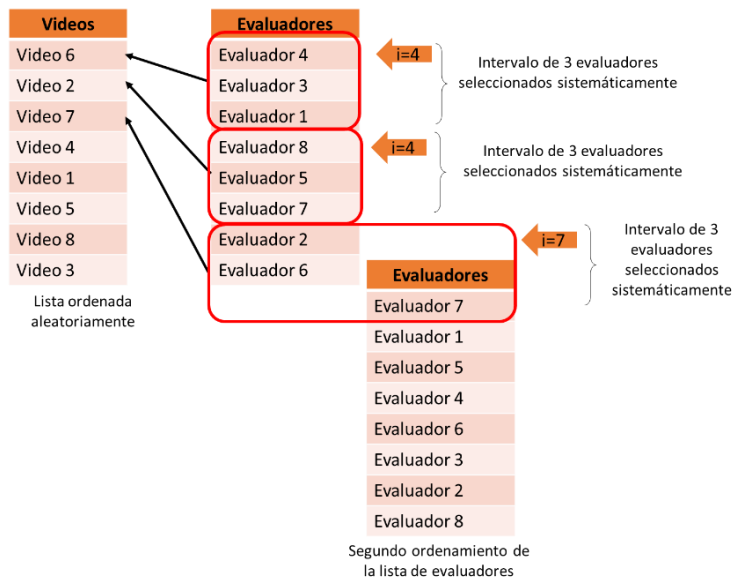 Videos
Video 6
Video 2
Video 7
Video 4
Video 1
Video 5
Video 8
Video 3
Lista ordenada
aleatoriamente
Evaluadores
Evaluador 4
Evaluador 3
Evaluador 1
Evaluador 8
Evaluador 5
Evaluador 7
Evaluador 2
Evaluador 6
i=4
Intervalo de 3 evaluadores
seleccionados sistemáticamente
i=4
Intervalo de 3 evaluadores
seleccionados sistemáticamente
i=7
Intervalo de 3
evaluadores
seleccionados
sistemáticamente
Evaluadores
Evaluador 7
Evaluador 1
Evaluador 5
Evaluador 4
Evaluador 6
Evaluador 3
Evaluador 2
Evaluador 8
Segundo ordenamiento de
la lista de evaluadores